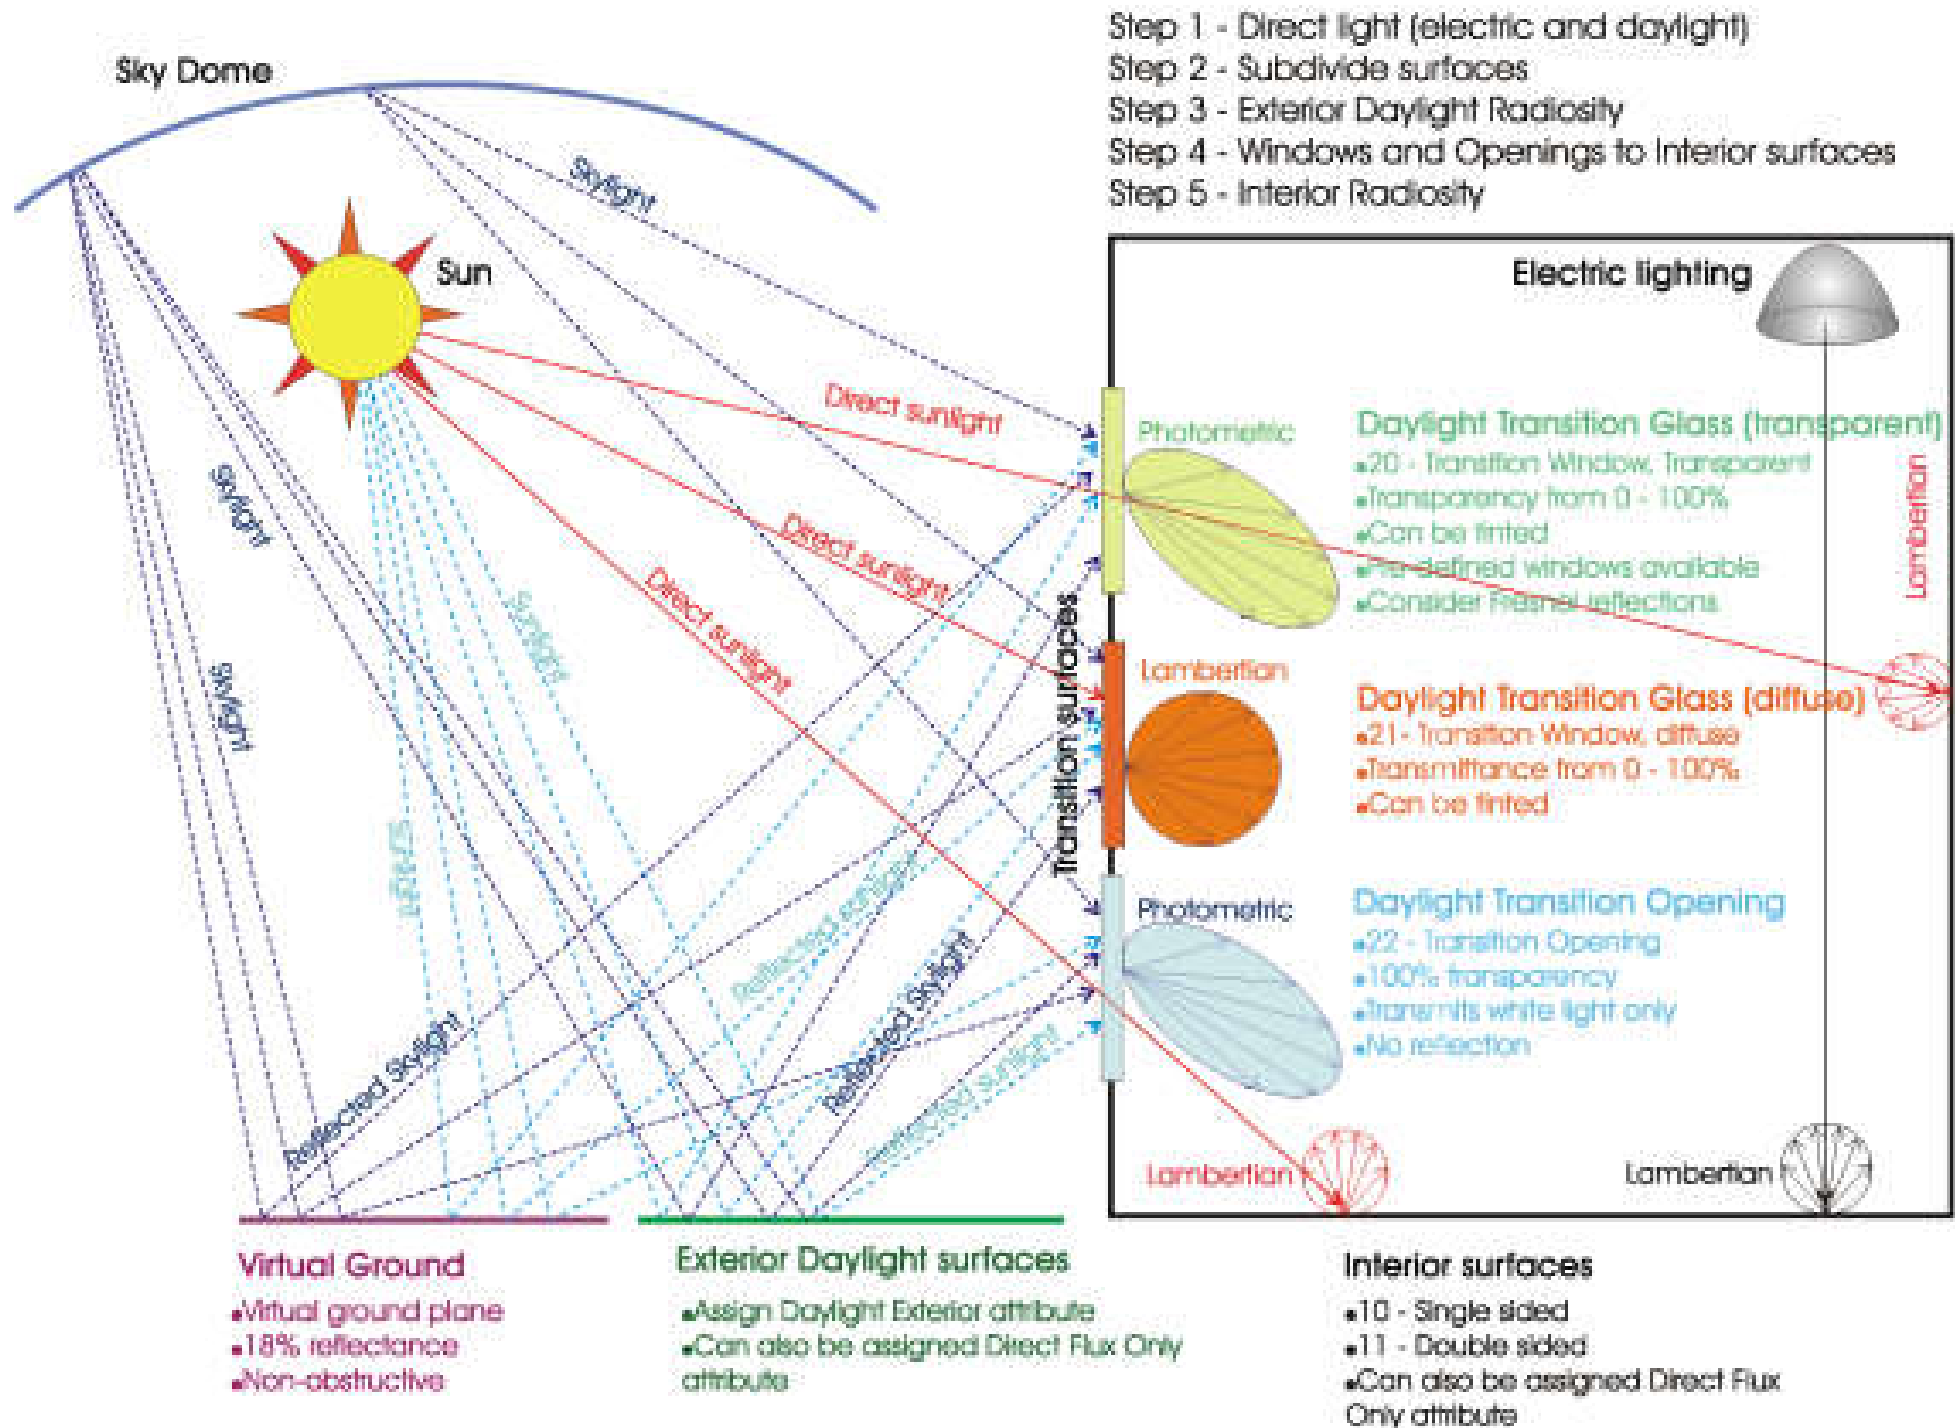 Step 1 - Direct light (electric and daylight)
Step 2 - Subdivide surfaces
Step 3 - Exterior Daylight Radiosity
Step 4 - Windows and Openings to Interior surfaces
Step 5 - Interior Radiosity
Sky Dome
Skylight
Sun
Electric lighting
Direct sunlight
Direct sunlight
Direct sunlight
Skylight
Skylight
Sunlight
Sunlight
Reflected Skylight
Reflected sunlight
Reflected Skylight
Reflected sunlight
Transition surfaces
Photometric
Daylight Transition Glass (transparent)
•20 - Transition Window, Transparent
•Transparency from 0 - 100%
•Can be tinted
•Pre-defined windows available
•Consider Fresnel reflections
Lambertian
Lambertian
Daylight Transition Glass (diffuse)
•21- Transition Window, diffuse
•Transmittance from 0 - 100%
•Can be tinted
Photometric
Daylight Transition Opening
•22 - Transition Opening
•100% transparency
•Transmits white light only
•No reflection
Lambertian
Lambertian
Virtual Ground
•Virtual ground plane
•18% reflectance
•Non-obstructive
Exterior Daylight surfaces
•Assign Daylight Exterior attribute
•Can also be assigned Direct Flux Only
attribute
Interior surfaces
•10 - Single sided
•11 - Double sided
•Can also be assigned Direct Flux
Only attribute